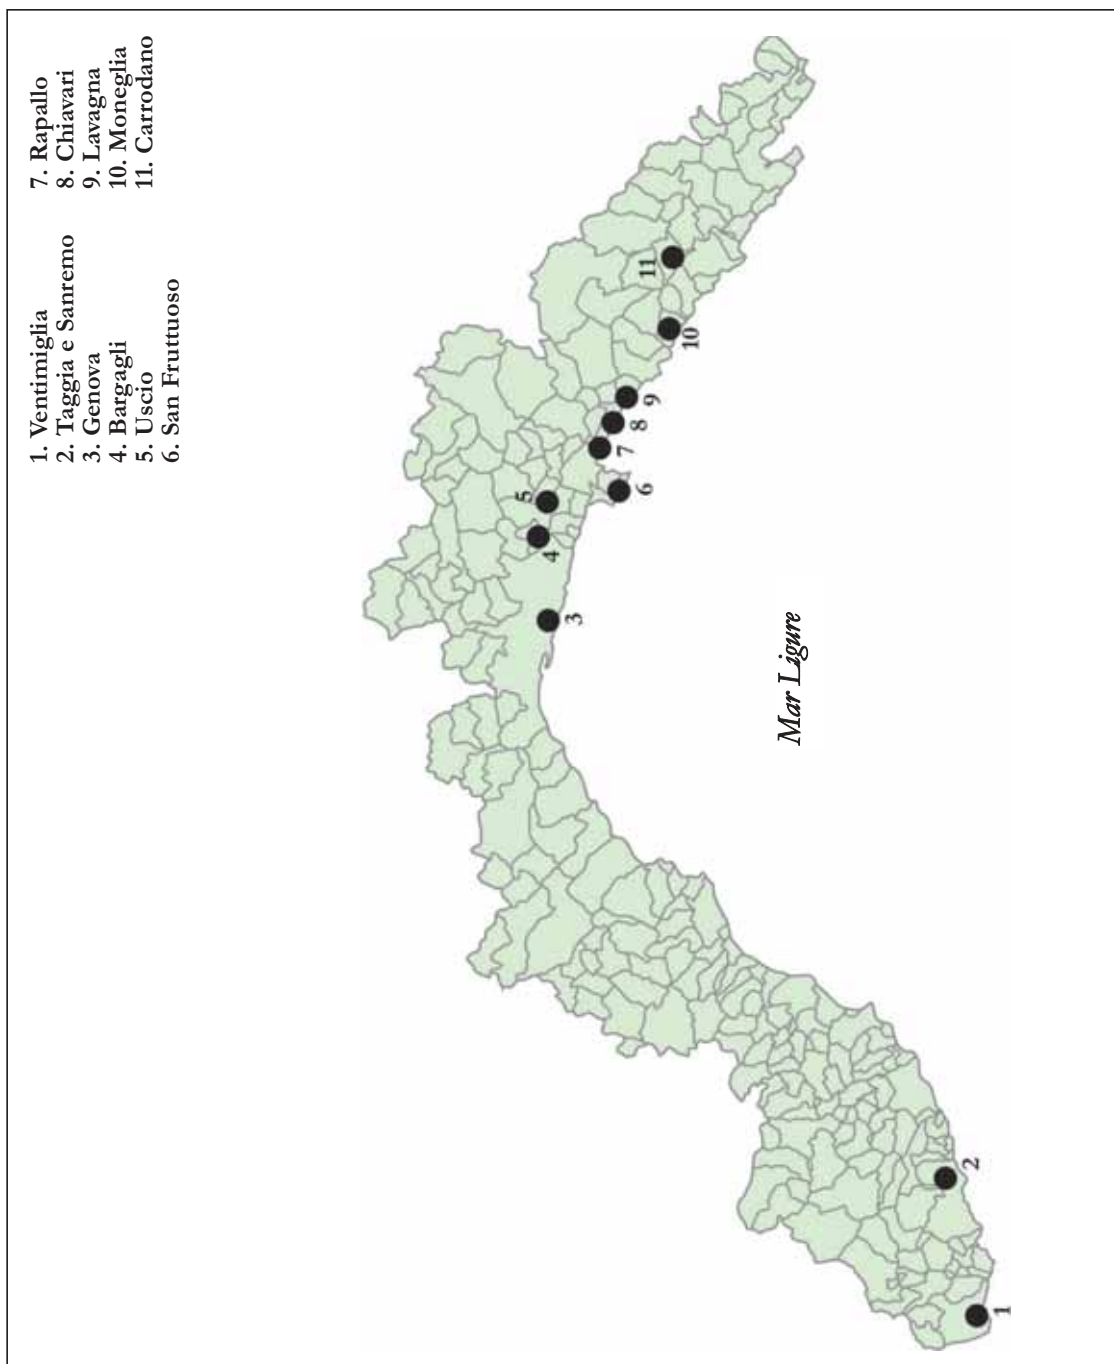 1. Ventimiglia
2. Taggia e Sanremo
3. Genova
4. Bargagli
5. Uscio
6. San Fruttuoso
7. Rapallo
8. Chiavari
9. Lavagna
10. Moneglia
11. Carrodano
1
2
3
4
5
6
7
8
9
10
11
Mar Ligure